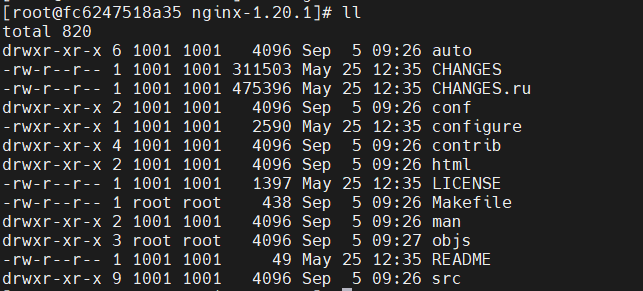 [root@fc6247518a35 nginx-1.20.1]# ll
total 820
drwxr-xr-x 6 1001 1001   4096 Sep  5 09:26 auto
-rw-r--r-- 1 1001 1001 311503 May 25 12:35 CHANGES
-rw-r--r-- 1 1001 1001 475396 May 25 12:35 CHANGES.ru
drwxr-xr-x 2 1001 1001   4096 Sep  5 09:26 conf
-rwxr-xr-x 1 1001 1001   2590 May 25 12:35 configure
drwxr-xr-x 4 1001 1001   4096 Sep  5 09:26 contrib
drwxr-xr-x 2 1001 1001   4096 Sep  5 09:26 html
-rw-r--r-- 1 1001 1001   1397 May 25 12:35 LICENSE
-rw-r--r-- 1 root root    438 Sep  5 09:26 Makefile
drwxr-xr-x 2 1001 1001   4096 Sep  5 09:26 man
drwxr-xr-x 3 root root   4096 Sep  5 09:27 objs
-rw-r--r-- 1 1001 1001     49 May 25 12:35 README
drwxr-xr-x 9 1001 1001   4096 Sep  5 09:26 src